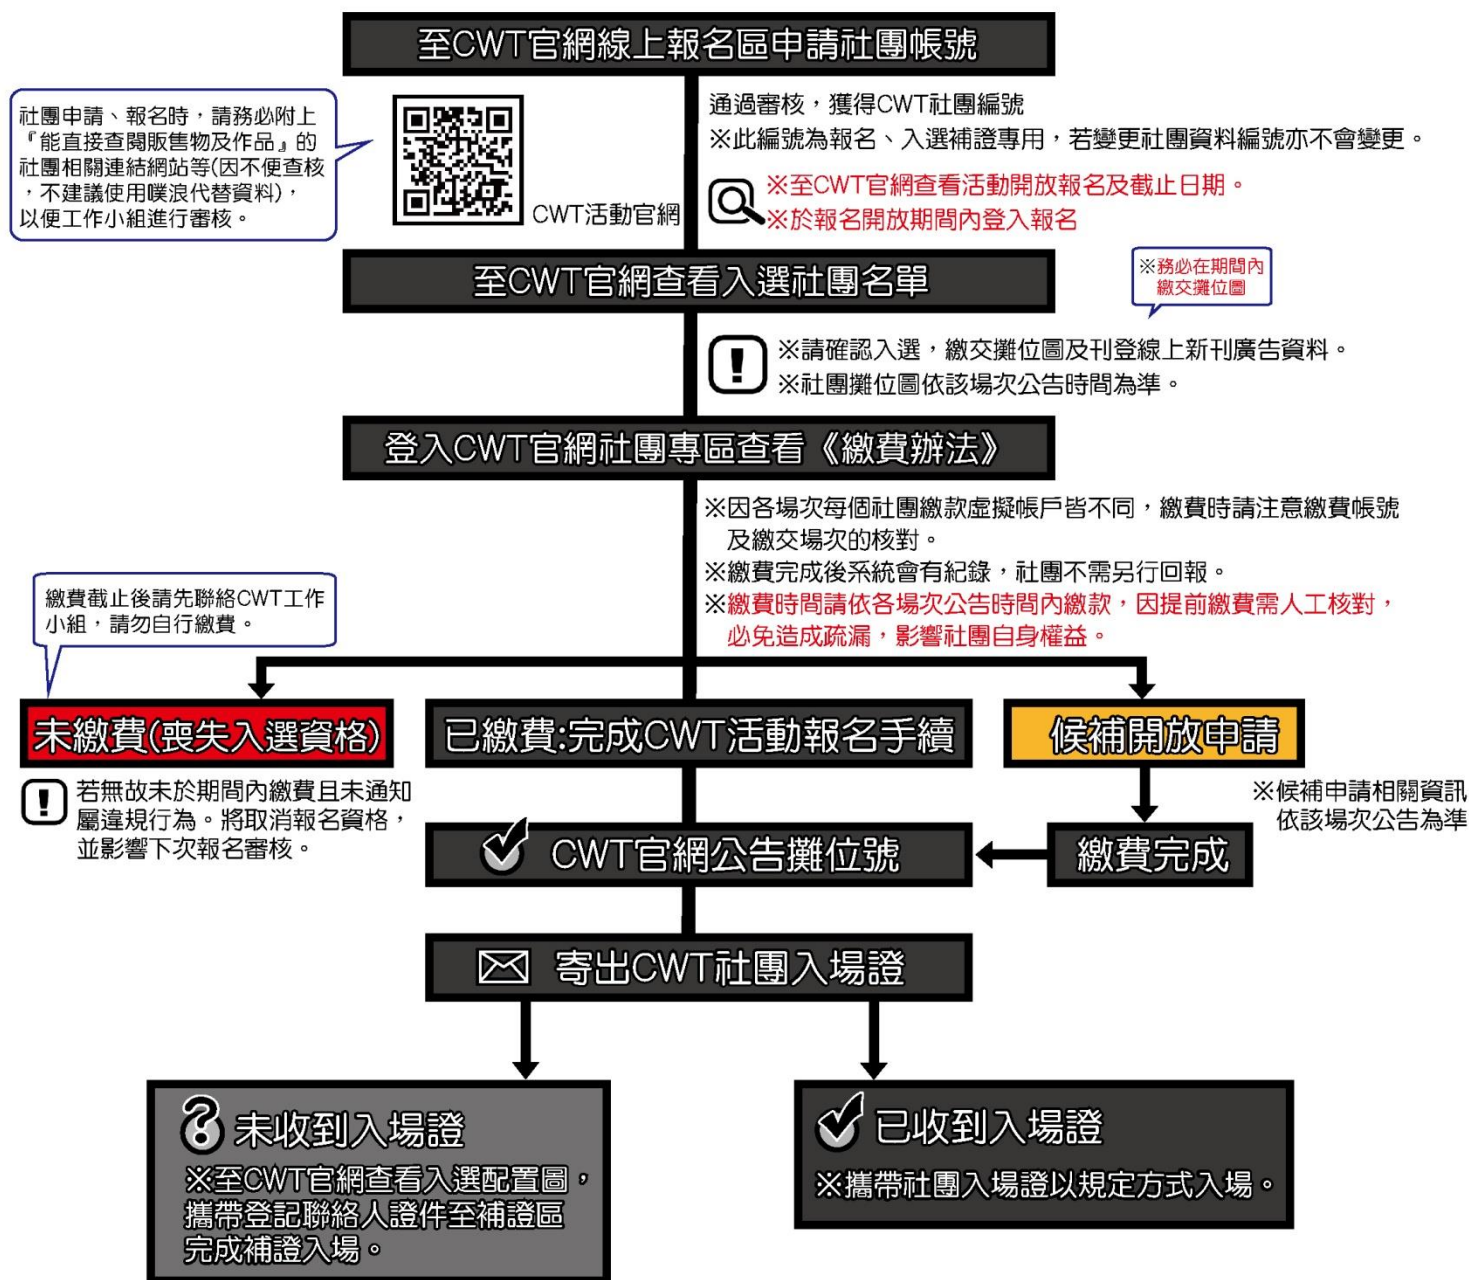 至CWT官網線上報名區申請社團帳號
社團申請、報名時，請務必附上
『能直接查閱販售物及作品』的
社團相關連結網站等(因不便查核
，不建議使用噗浪代替資料)，
以便工作小組進行審核。
CWT活動官網
通過審核，獲得CWT社團編號
※此編號為報名、入選補證專用，若變更社團資料編號亦不會變更。
※至CWT官網查看活動開放報名及截止日期。
※於報名開放期間內登入報名
至CWT官網查看入選社團名單
※務必在期間內
繳交攤位圖
※請確認入選，繳交攤位圖及刊登線上新刊廣告資料。
※社團攤位圖依該場次公告時間為準。
登入CWT官網社團專區查看《繳費辦法》
※因各場次每個社團繳款虛擬帳戶皆不同，繳費時請注意繳費帳號
及繳交場次的核對。
※繳費完成後系統會有紀錄，社團不需另行回報。
※繳費時間請依各場次公告時間內繳款，因提前繳費需人工核對，
必免造成疏漏，影響社團自身權益。
繳費截止後請先聯絡CWT工作
小組，請勿自行繳費。
未繳費(喪失入選資格)
已繳費:完成CWT活動報名手續
候補開放申請
若無故未於期間內繳費且未通知
屬違規行為。將取消報名資格，
並影響下次報名審核。
※候補申請相關資訊
依該場次公告為準
CWT官網公告攤位號
繳費完成
寄出CWT社團入場證
未收到入場證
※至CWT官網查看入選配置圖，
攜帶登記聯絡人證件至補證區
完成補證入場。
已收到入場證
※攜帶社團入場證以規定方式入場。